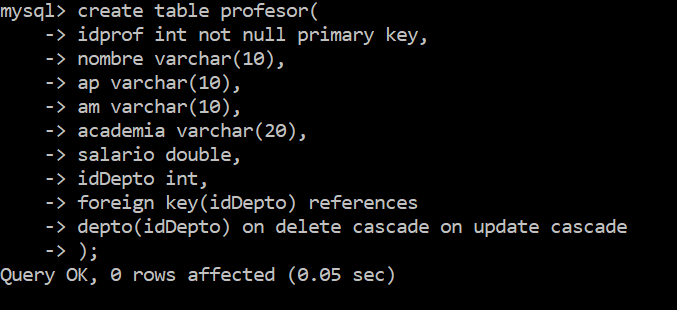 mysql> create table profesor(
    -> idprof int not null primary key,
    -> nombre varchar(10),
    -> ap varchar(10),
    -> am varchar(10),
    -> academia varchar(20),
    -> salario double,
    -> idDepto int,
    -> foreign key(idDepto) references
    -> depto(idDepto) on delete cascade on update cascade
    -> );
Query OK, 0 rows affected (0.05 sec)